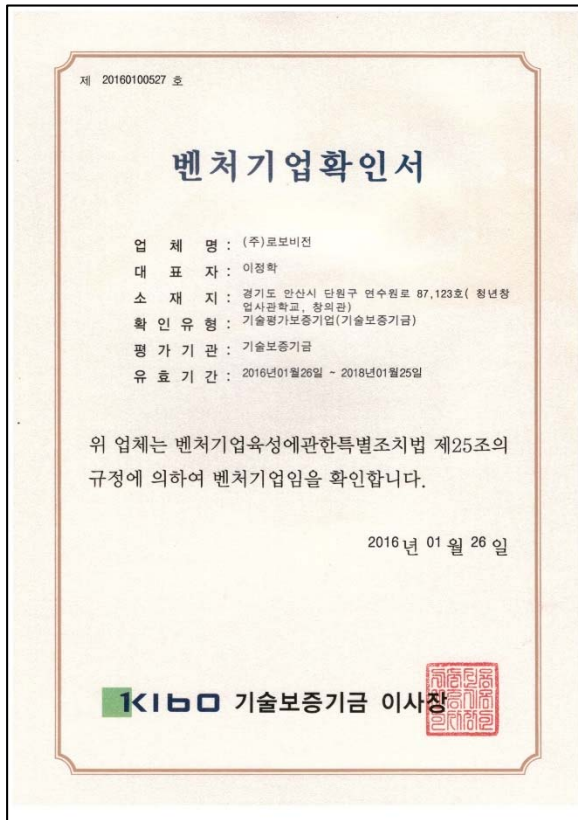 제 20160100527 호
벤처기업확인서
업 체 명 : (주)로보비전
대 표 자 : 이정학
소 재 지 : 경기도 안산시 단원구 연수원로 87,123호( 청년창
업사관학교, 창의관)
확 인 유 형 : 기술평가보증기업(기술보증기금)
평 가 기 관 : 기술보증기금
유 효 기 간 : 2016년01월26일 ~ 2018년01월25일
위 업체는 벤처기업육성에관한특별조치법 제25조의
규정에 의하여 벤처기업임을 확인합니다.
2016 년 01 월 26 일
KIBO 기술보증기금 이사장